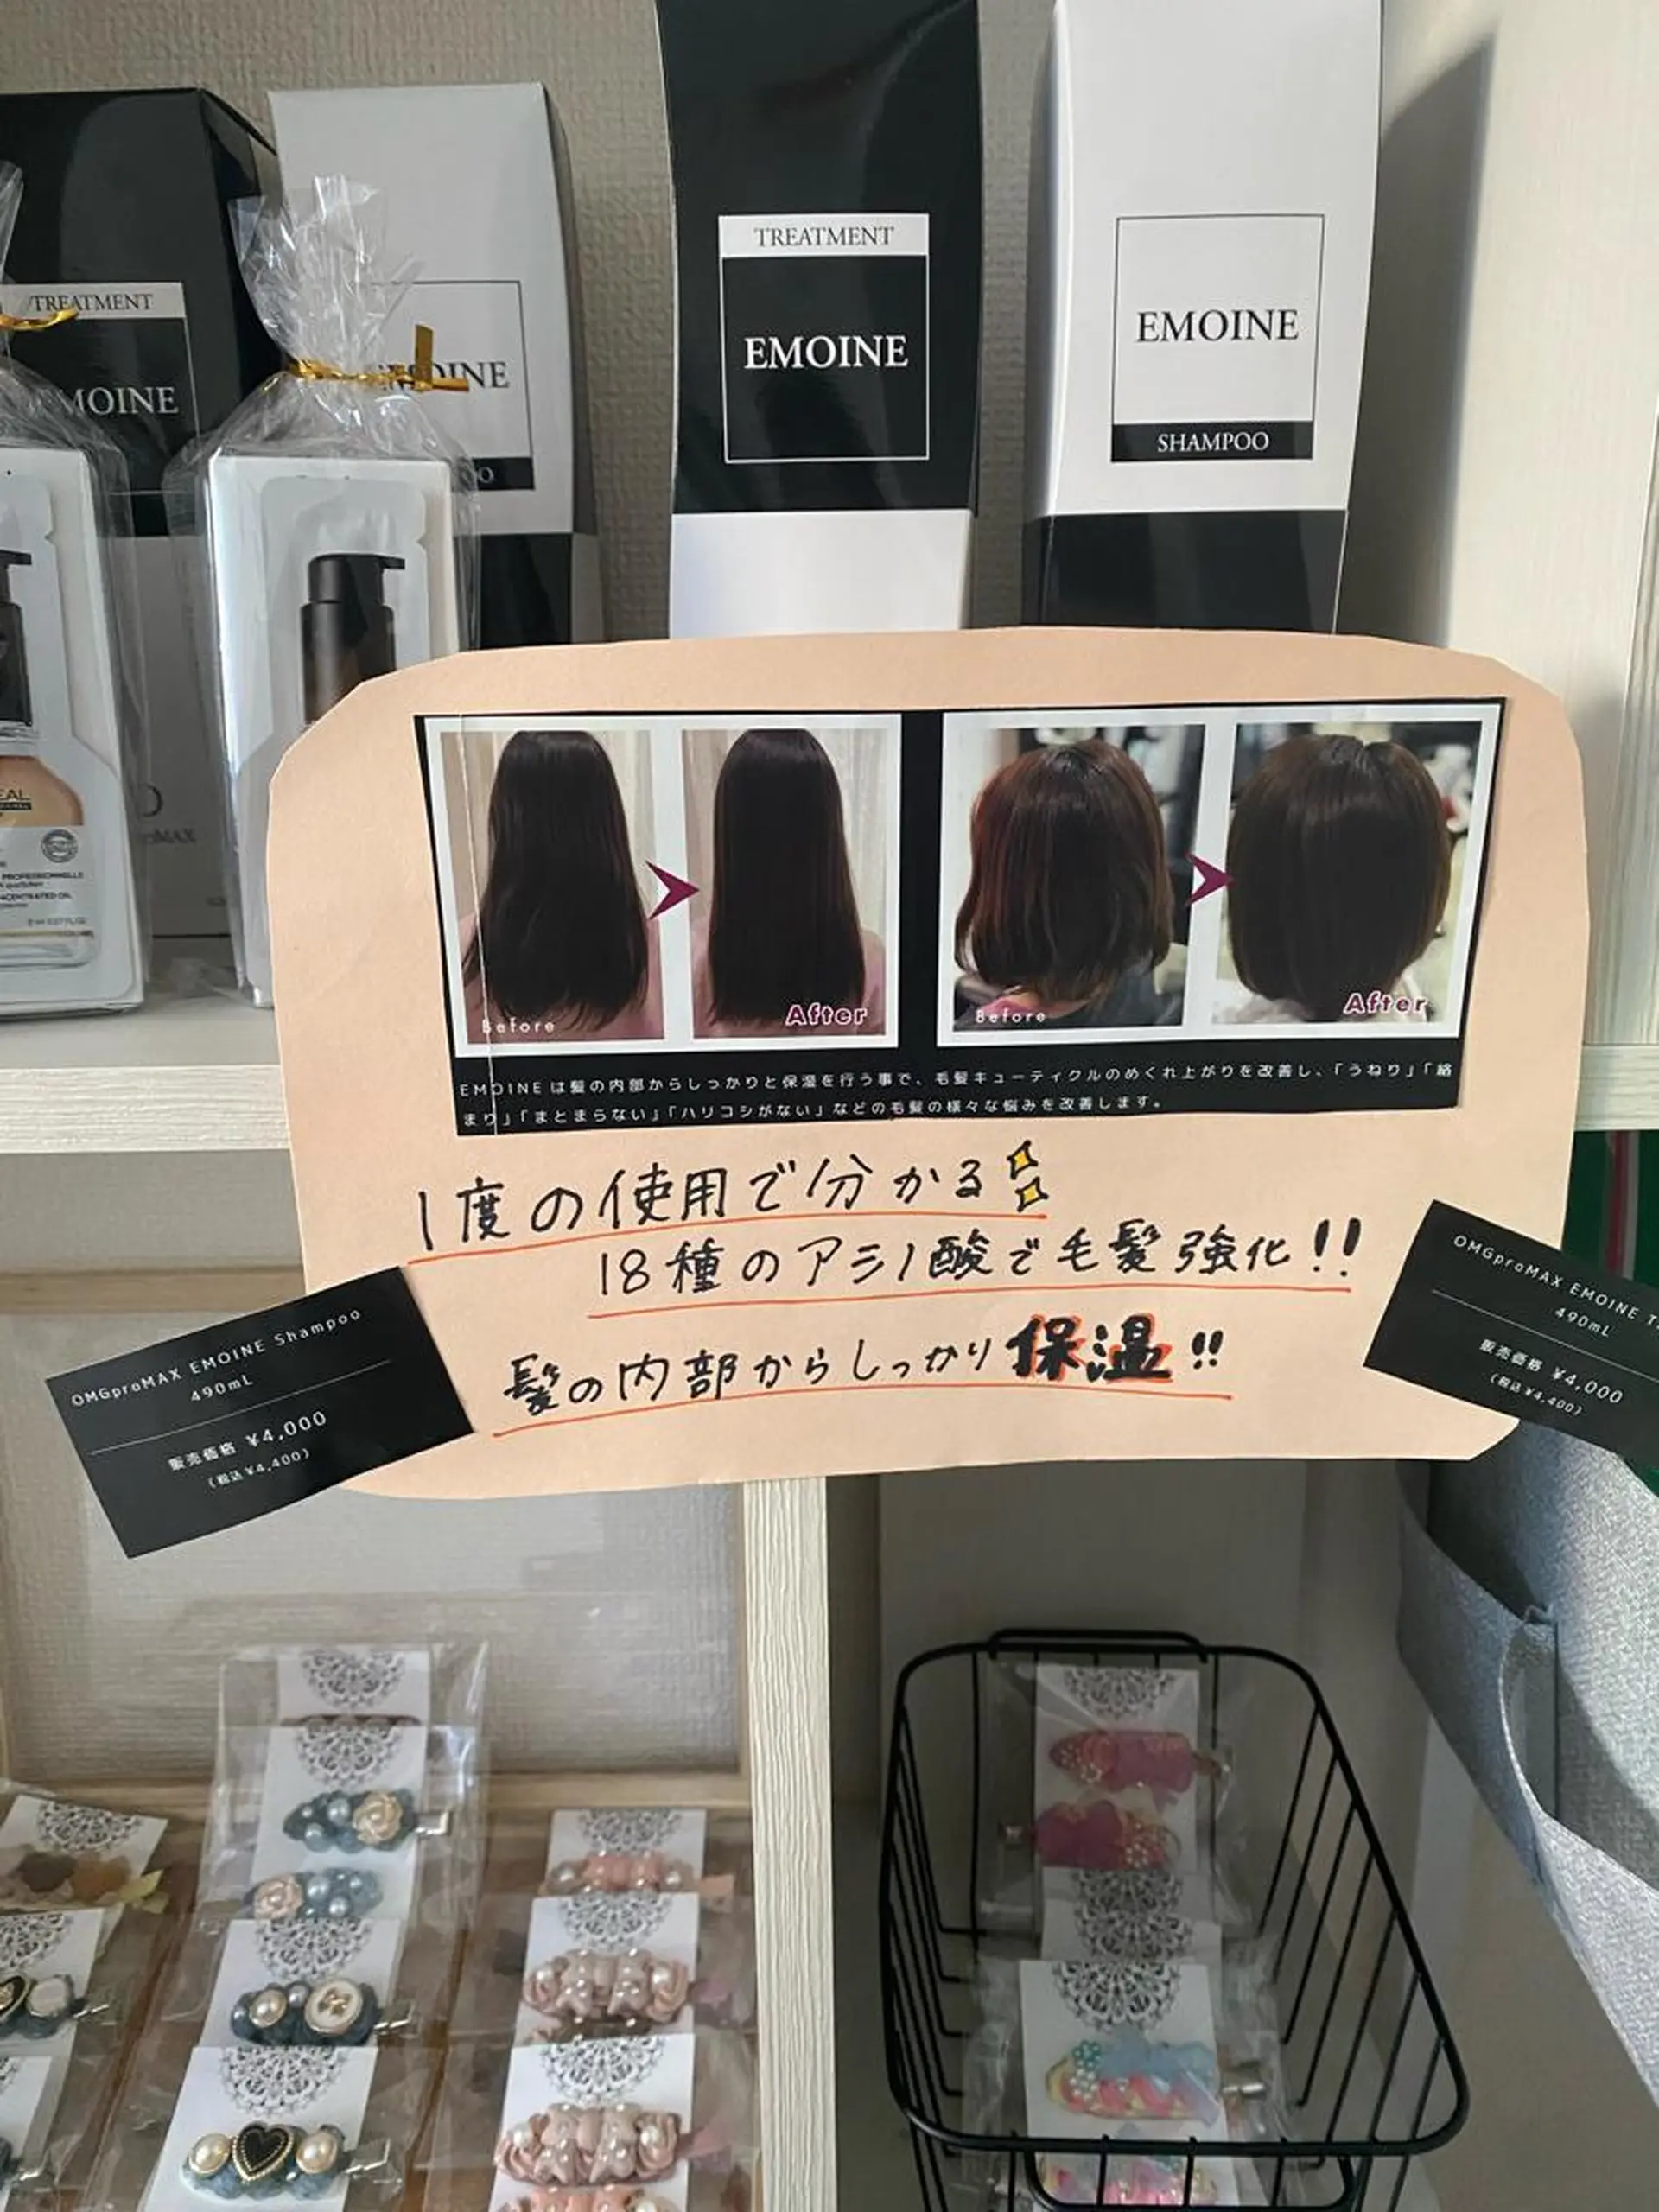 TREATMENT
EMOINE
TREATMENT
EMOINE
EMOINE
SHAMPOO
Before
After
Before
After
EMOINEは髪の内部からしっかりと保湿を行う事で、毛髪キューティクルのめくれ上がりを改善し、「うねり」「絡
まり」「まとまらない」「ハリコシがない」などの毛髪の様々な悩みを改善します。
1度の使用で分かる
18種のアミノ酸で毛髪強化!!
髪の内部からしっかり保温!!
OMGproMAX EMOINE Shampoo
490mL
販売価格 ¥4,000
(税込¥4,400)
OMGproMAX EMOINE T
490mL
販売価格 ¥4,000
(税込¥4,400)
PROFESSIONNELLE